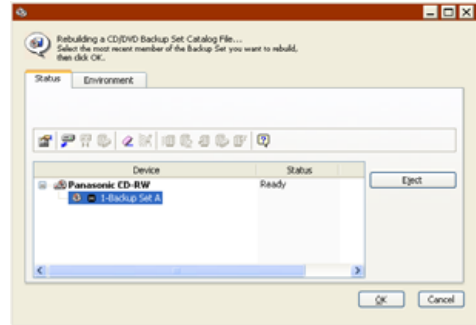 Rebuilding a CD/DVD Backup Set Catalog File...
Select the most recent member of the Backup Set you want to rebuild,
then click OK.
Status Environment
Device Status
Panasonic CD-RW Ready
1-Backup Set A
Eject
OK Cancel